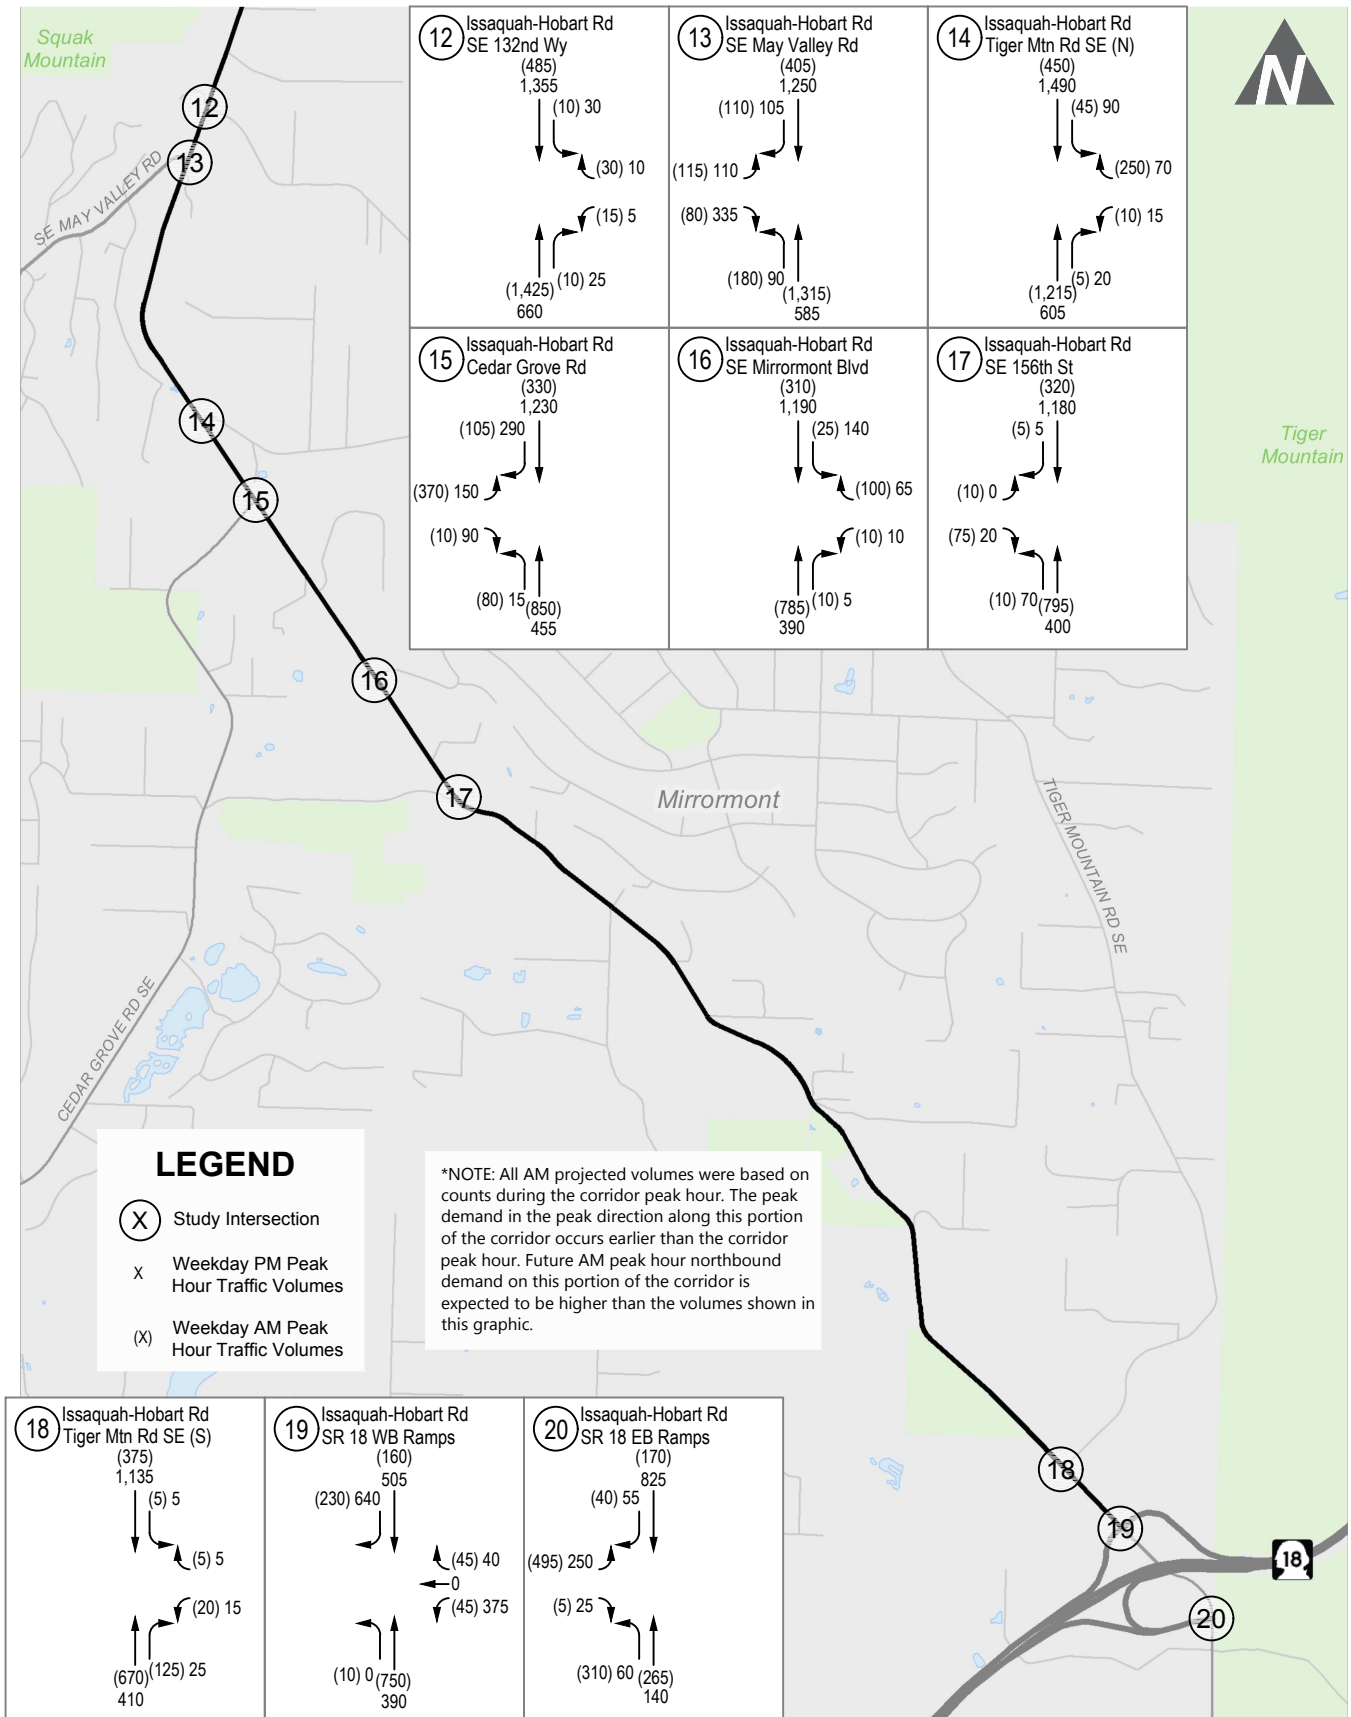 Squak
Mountain
12
13
SE MAY VALLEY RD
14
15
16
17
Mirrormont
TIGER MOUNTAIN RD SE
CEDAR GROVE RD SE
Tiger
Mountain
N
18
19
20
18
12
Issaquah-Hobart Rd
SE 132nd Wy
(485)
1,355
(10) 30
(30) 10
(15) 5
(1,425)
660
(10) 25
13
Issaquah-Hobart Rd
SE May Valley Rd
(405)
1,250
(110) 105
(115) 110
(80) 335
(180) 90
(1,315)
585
14
Issaquah-Hobart Rd
Tiger Mtn Rd SE (N)
(450)
1,490
(45) 90
(250) 70
(10) 15
(1,215)
605
(5) 20
15
Issaquah-Hobart Rd
Cedar Grove Rd
(330)
1,230
(105) 290
(370) 150
(10) 90
(80) 15
(850)
455
16
Issaquah-Hobart Rd
SE Mirrormont Blvd
(310)
1,190
(25) 140
(100) 65
(10) 10
(785)
390
(10) 5
17
Issaquah-Hobart Rd
SE 156th St
(320)
1,180
(5) 5
(10) 0
(75) 20
(10) 70
(795)
400
LEGEND
X
Study Intersection
X
Weekday PM Peak
Hour Traffic Volumes
(X)
Weekday AM Peak
Hour Traffic Volumes
*NOTE: All AM projected volumes were based on
counts during the corridor peak hour. The peak
demand in the peak direction along this portion
of the corridor occurs earlier than the corridor
peak hour. Future AM peak hour northbound
demand on this portion of the corridor is
expected to be higher than the volumes shown in
this graphic.
18
Issaquah-Hobart Rd
Tiger Mtn Rd SE (S)
(375)
1,135
(5) 5
(5) 5
(20) 15
(670)
410
(125) 25
19
Issaquah-Hobart Rd
SR 18 WB Ramps
(160)
505
(230) 640
(45) 40
0
(45) 375
(10) 0
(750)
390
20
Issaquah-Hobart Rd
SR 18 EB Ramps
(170)
825
(40) 55
(495) 250
(5) 25
(310) 60
(265)
140